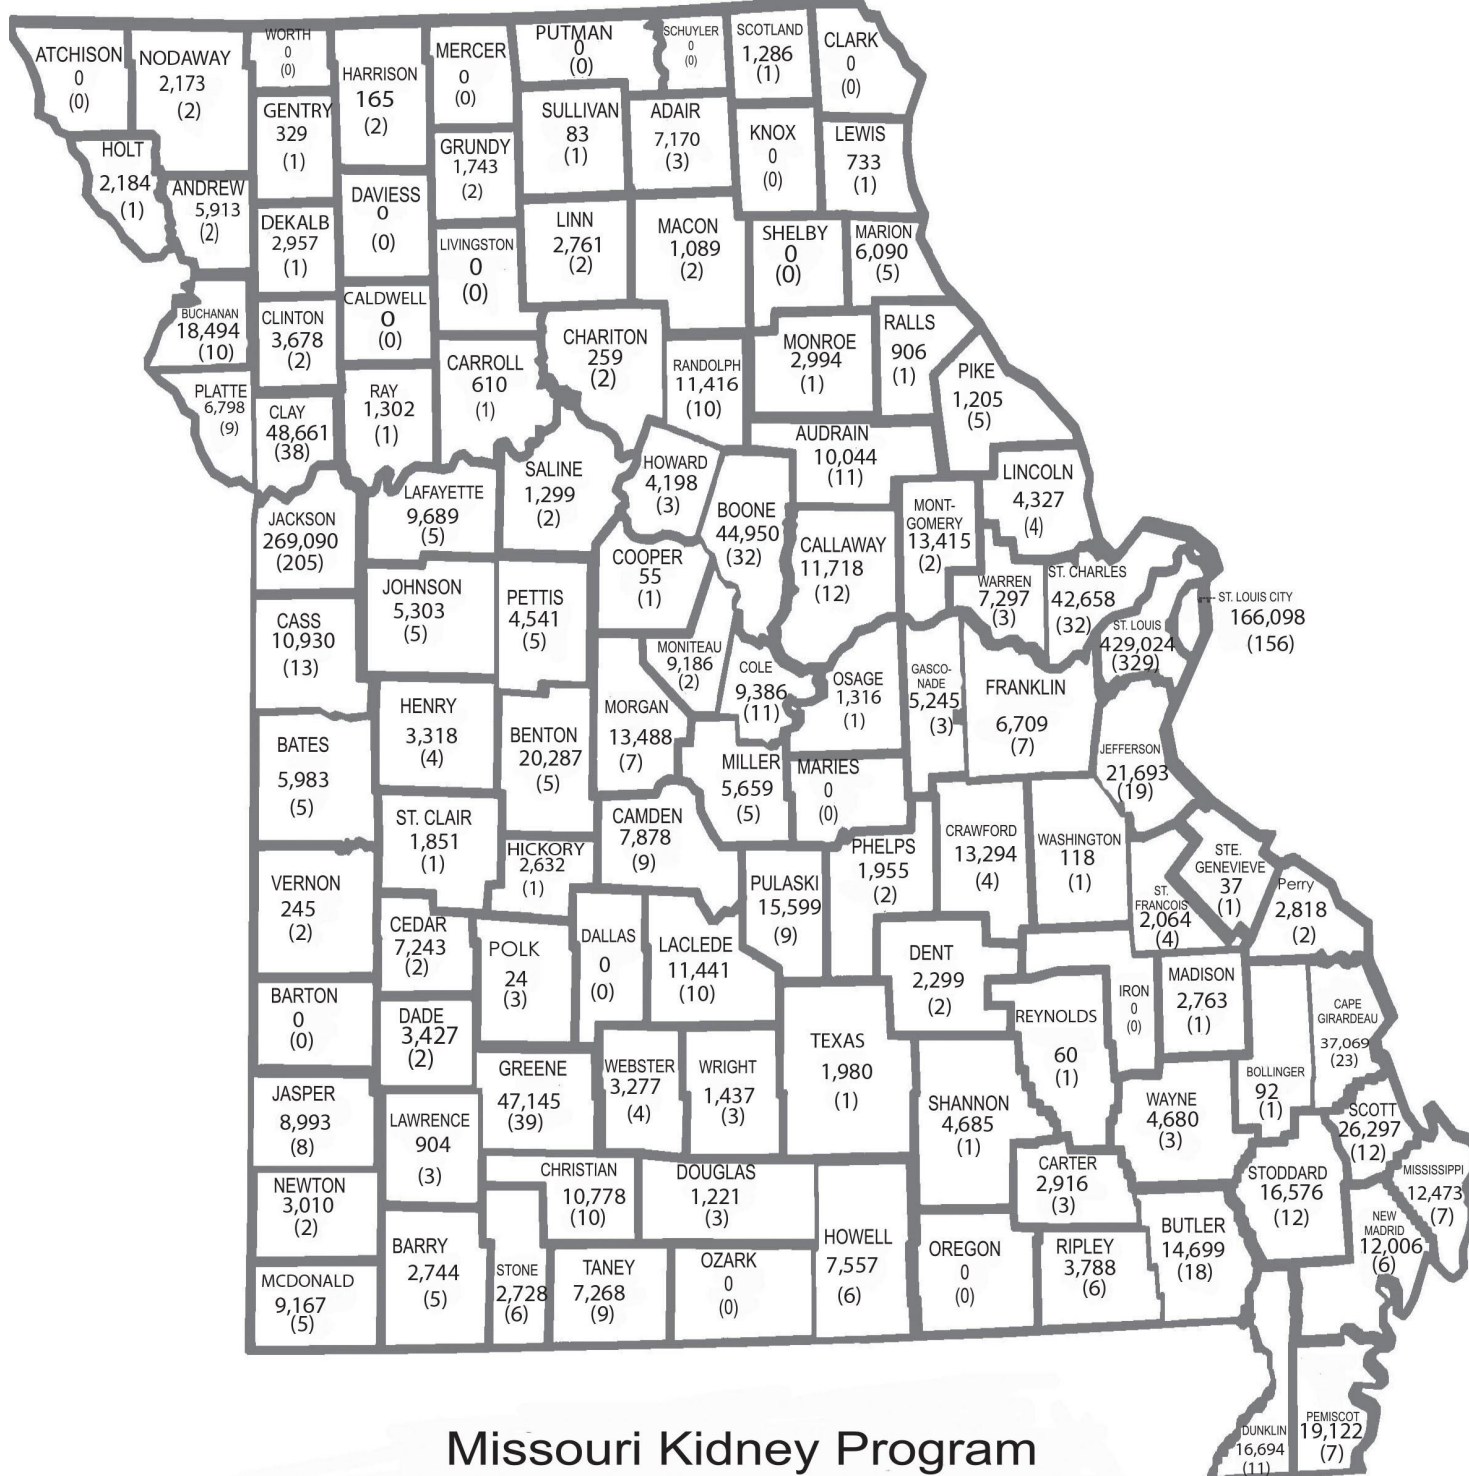 ATCHISON
0
(0)
NODAWAY
2,173
(2)
WORTH
0
(0)
HARRISON
165
(2)
MERCER
0
(0)
PUTMAN
0
(0)
SCHUYLER
0
(0)
SCOTLAND
1,286
(1)
CLARK
0
(0)
GENTRY
329
(1)
GRUNDY
1,743
(2)
SULLIVAN
83
(1)
ADAIR
7,170
(3)
KNOX
0
(0)
LEWIS
733
(1)
HOLT
2,184
(1)
ANDREW
5,913
(2)
DEKALB
2,957
(1)
DAVIESS
0
(0)
LIVINGSTON
0
(0)
LINN
2,761
(2)
MACON
1,089
(2)
SHELBY
0
(0)
MARION
6,090
(5)
BUCHANAN
18,494
(10)
CLINTON
3,678
(2)
CALDWELL
0
(0)
CARROLL
610
(1)
CHARITON
259
(2)
RANDOLPH
11,416
(10)
MONROE
2,994
(1)
RALLS
906
(1)
PIKE
1,205
(5)
PLATTE
6,798
(9)
CLAY
48,661
(38)
RAY
1,302
(1)
AUDRAIN
10,044
(11)
LINCOLN
4,327
(4)
JACKSON
269,090
(205)
LAFAYETTE
9,689
(5)
SALINE
1,299
(2)
HOWARD
4,198
(3)
BOONE
44,950
(32)
CALLAWAY
11,718
(12)
MONT-
GOMERY
13,415
(2)
WARREN
7,297
(3)
ST. CHARLES
42,658
(32)
ST. LOUIS
429,024
(329)
ST. LOUIS CITY
166,098
(156)
CASS
10,930
(13)
JOHNSON
5,303
(5)
PETTIS
4,541
(5)
COOPER
55
(1)
MONITEAU
9,186
(2)
COLE
9,386
(11)
OSAGE
1,316
(1)
GASCO-
NADE
5,245
(3)
FRANKLIN
6,709
(7)
JEFFERSON
21,693
(19)
BATES
5,983
(5)
HENRY
3,318
(4)
BENTON
20,287
(5)
MORGAN
13,488
(7)
MILLER
5,659
(5)
MARIES
0
(0)
ST. CLAIR
1,851
(1)
HICKORY
2,632
(1)
CAMDEN
7,878
(9)
PULASKI
15,599
(9)
PHELPS
1,955
(2)
CRAWFORD
13,294
(4)
WASHINGTON
118
(1)
ST.
FRANCOIS
2,064
(4)
STE.
GENEVIEVE
37
(1)
Perry
2,818
(2)
VERNON
245
(2)
CEDAR
7,243
(2)
POLK
24
(3)
DALLAS
0
(0)
LACLEDE
11,441
(10)
DENT
2,299
(2)
IRON
0
(0)
MADISON
2,763
(1)
CAPE
GIRARDEAU
37,069
(23)
BARTON
0
(0)
DADE
3,427
(2)
GREENE
47,145
(39)
WEBSTER
3,277
(4)
WRIGHT
1,437
(3)
TEXAS
1,980
(1)
REYNOLDS
60
(1)
BOLLINGER
92
(1)
JASPER
8,993
(8)
LAWRENCE
904
(3)
SHANNON
4,685
(1)
WAYNE
4,680
(3)
SCOTT
26,297
(12)
NEWTON
3,010
(2)
CHRISTIAN
10,778
(10)
DOUGLAS
1,221
(3)
CARTER
2,916
(3)
STODDARD
16,576
(12)
MISSISSIPPI
12,473
(7)
MCDONALD
9,167
(5)
BARRY
2,744
(5)
STONE
2,728
(6)
TANEY
7,268
(9)
OZARK
0
(0)
HOWELL
7,557
(6)
OREGON
0
(0)
RIPLEY
3,788
(6)
BUTLER
14,699
(18)
NEW
MADRID
12,006
(6)
DUNKLIN
16,694
(11)
PEMISCOT
19,122
(7)
Missouri Kidney Program